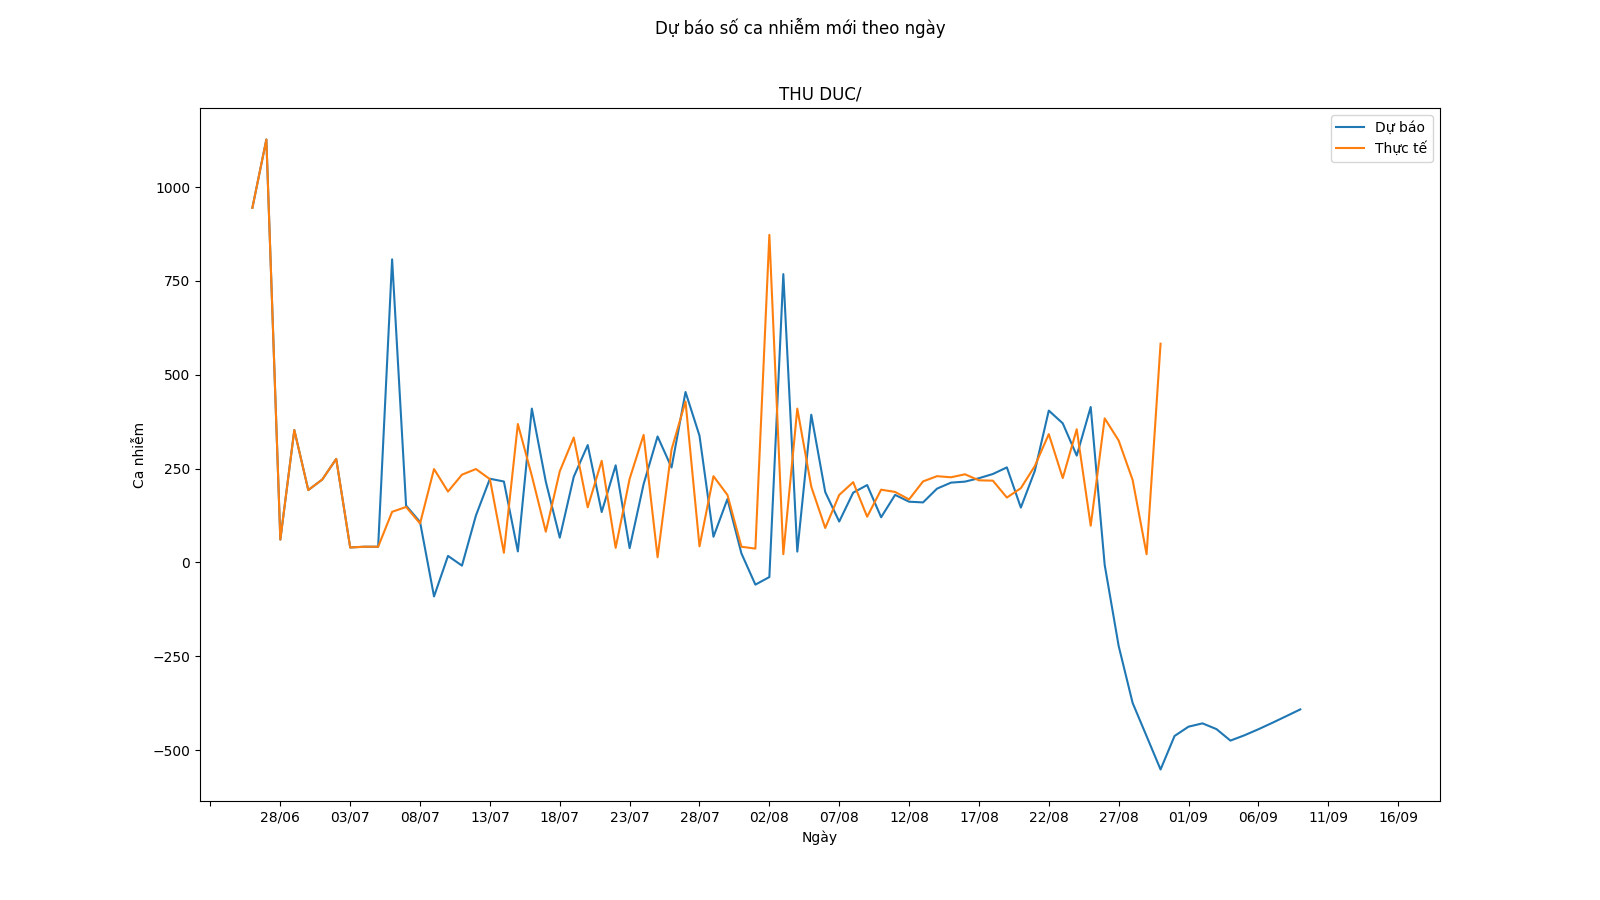 Dự báo số ca nhiễm mới theo ngày
THU DUC/
Dự báo
Thực tế
1000
750
500
250
0
−250
−500
Ca nhiễm
28/06 03/07 08/07 13/07 18/07 23/07 28/07 02/08 07/08 12/08 17/08 22/08 27/08 01/09 06/09 11/09 16/09
Ngày